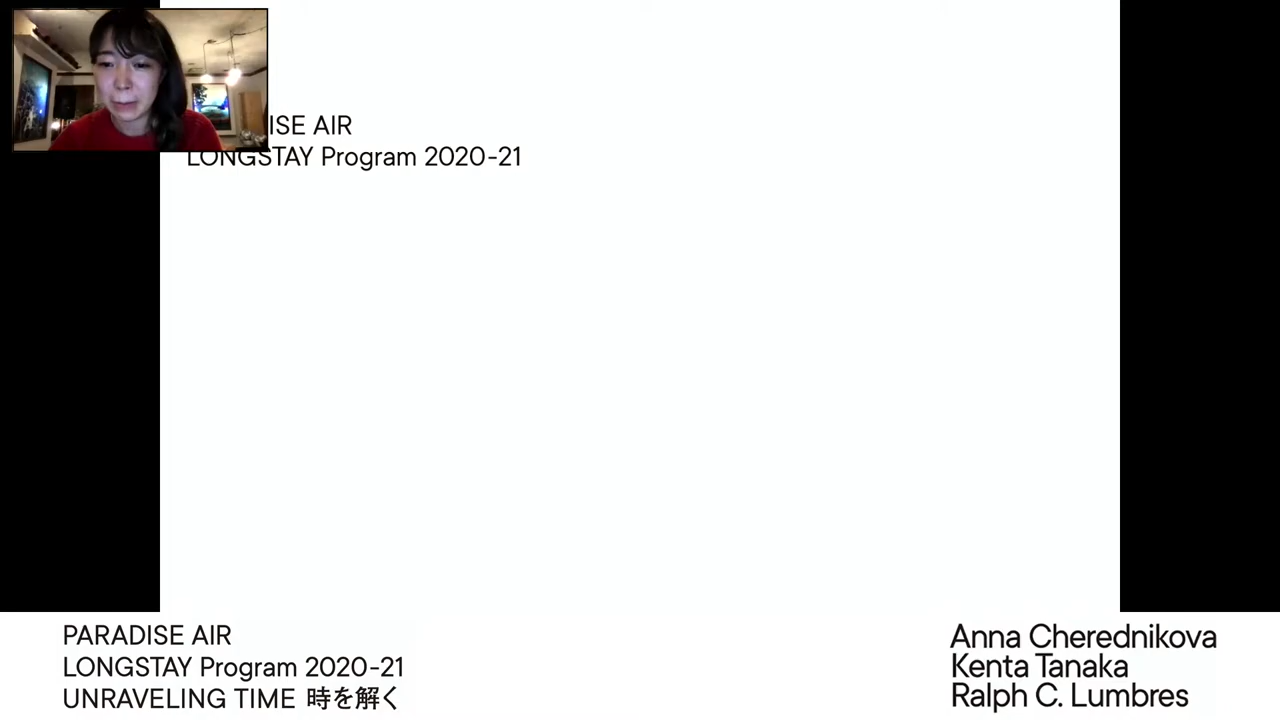 ISE AIR
LONGSTAY Program 2020-21
PARADISE AIR
LONGSTAY Program 2020-21
UNRAVELING TIME 時を解く
Anna Cherednikova
Kenta Tanaka
Ralph C. Lumbres